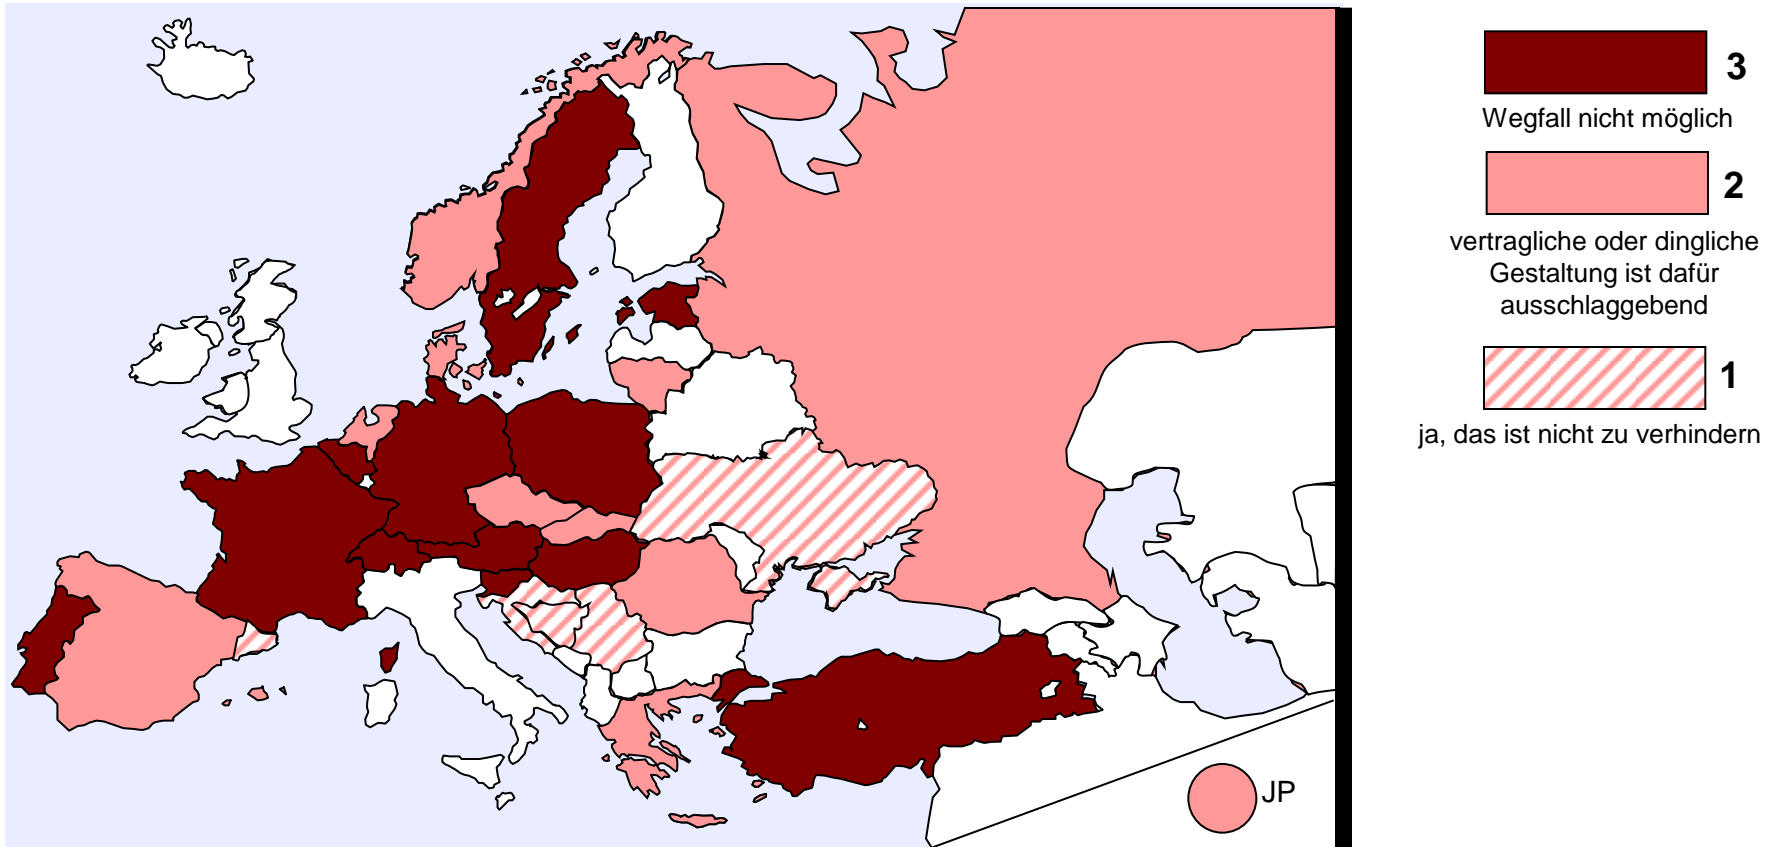 3
Wegfall nicht möglich
2
vertragliche oder dingliche
Gestaltung ist dafür
ausschlaggebend
1
ja, das ist nicht zu verhindern
JP